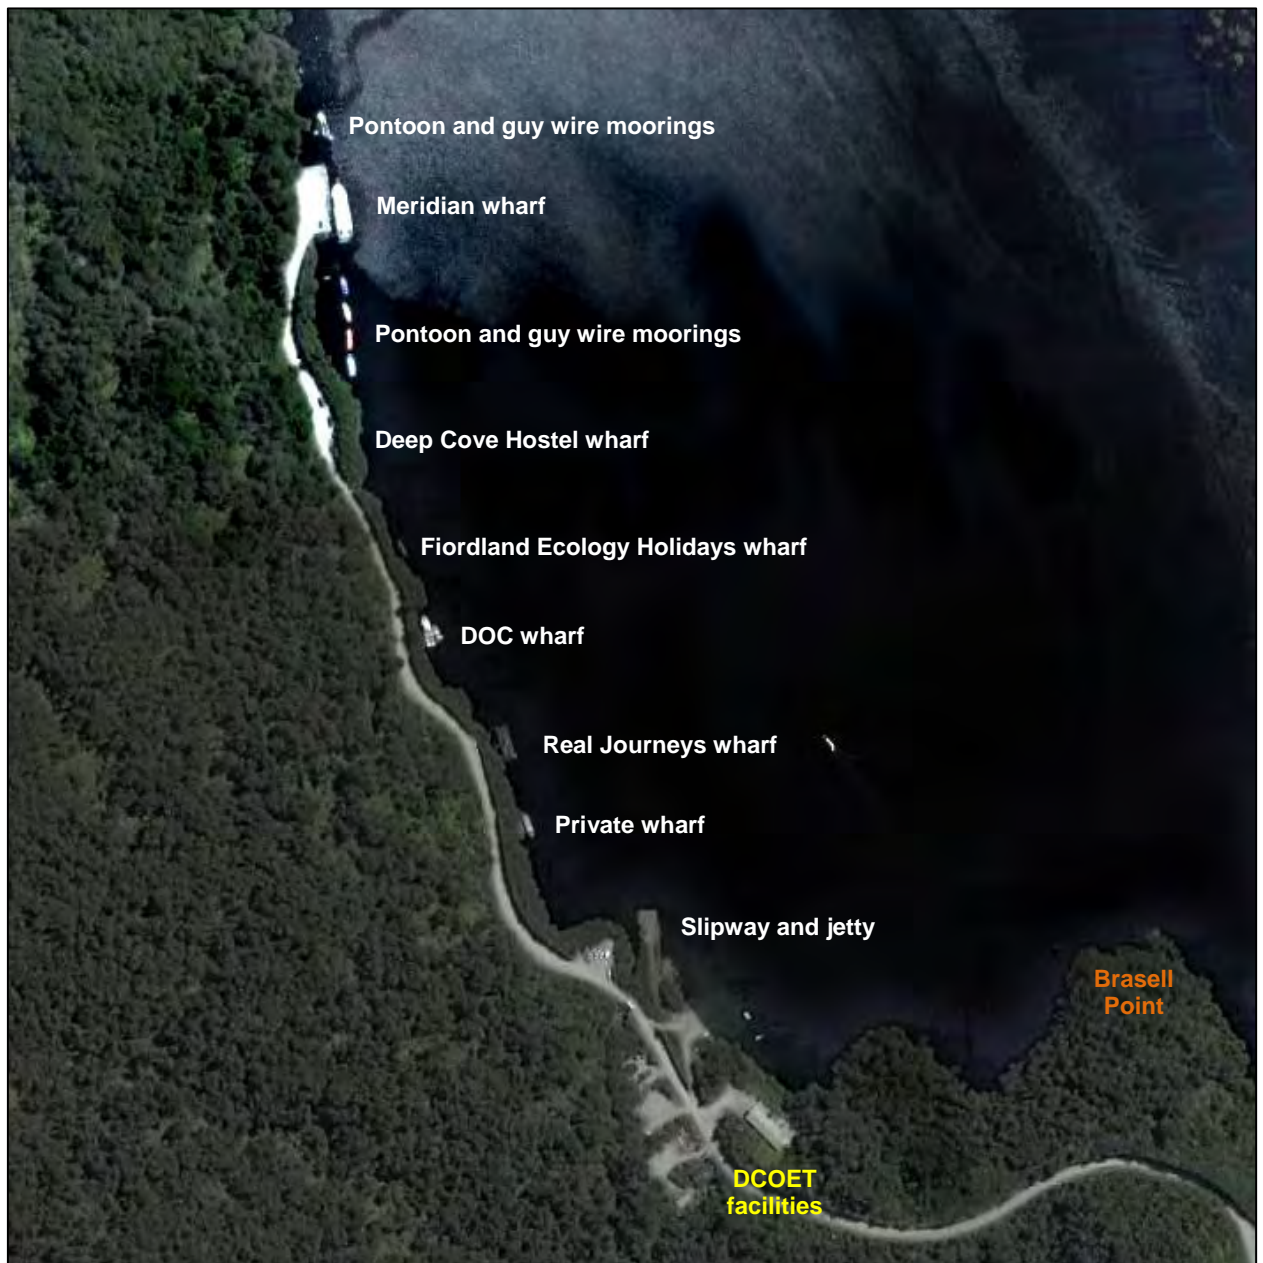 Pontoon and guy wire moorings
Meridian wharf
Pontoon and guy wire moorings
Deep Cove Hostel wharf
Fiordland Ecology Holidays wharf
DOC wharf
Real Journeys wharf
Private wharf
Slipway and jetty
Brasell
Point
DCOET
facilities